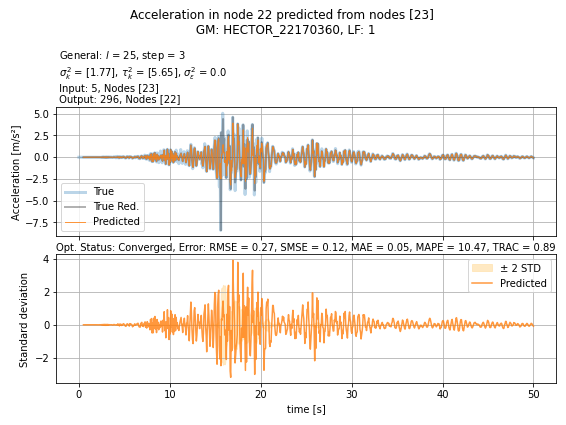 Acceleration in node 22 predicted from nodes [23]
GM: HECTOR_22170360, LF: 1
General: l = 25, step = 3
σ²ₖ = [1.77], τ²ₖ = [5.65], σ²ε = 0.0
Input: 5, Nodes [23]
Output: 296, Nodes [22]
Acceleration [m/s²]
5.0
2.5
0.0
−2.5
−5.0
−7.5
True
True Red.
Predicted
Opt. Status: Converged, Error: RMSE = 0.27, SMSE = 0.12, MAE = 0.05, MAPE = 10.47, TRAC = 0.89
Standard deviation
4
2
0
−2
± 2 STD
Predicted
0 10 20 30 40 50
time [s]